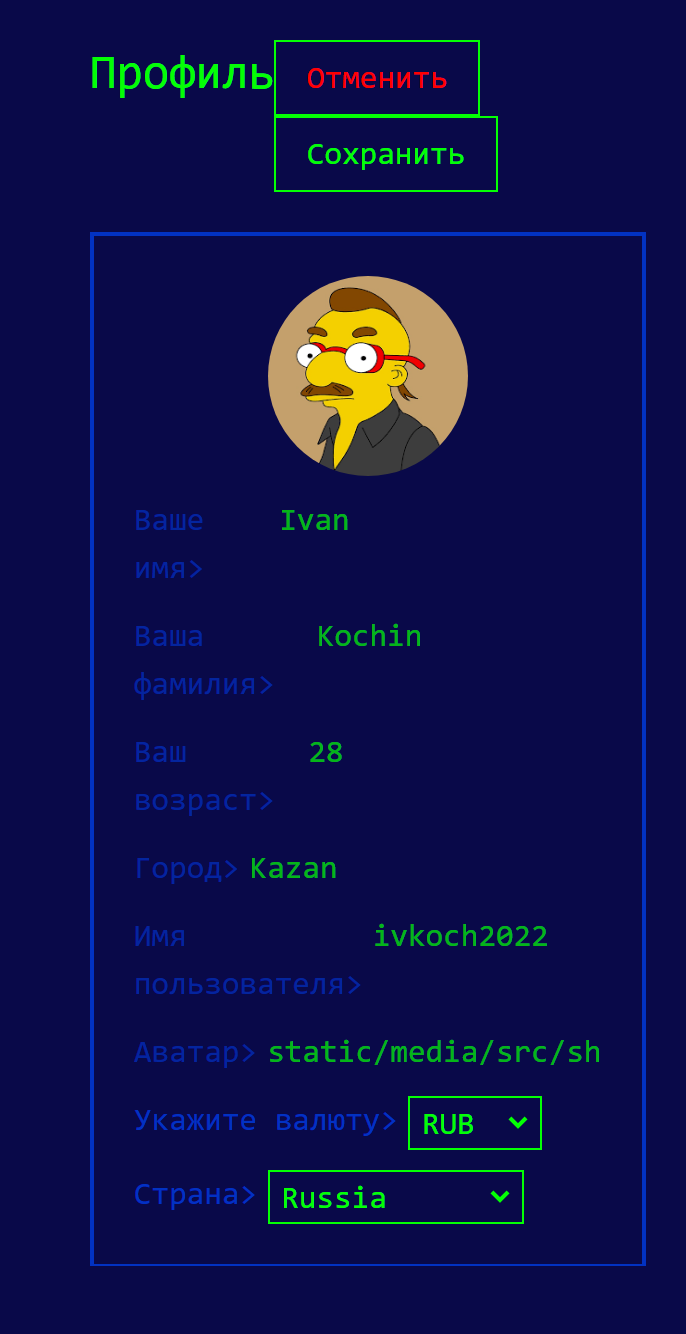 Профиль Отменить
Сохранить
Ваше Ivan
имя>
Ваша Kochin
фамилия>
Ваш 28
возраст>
Город> Kazan
Имя ivkoch2022
пользователя>
Аватар> static/media/src/sh
Укажите валюту> RUB
Страна> Russia